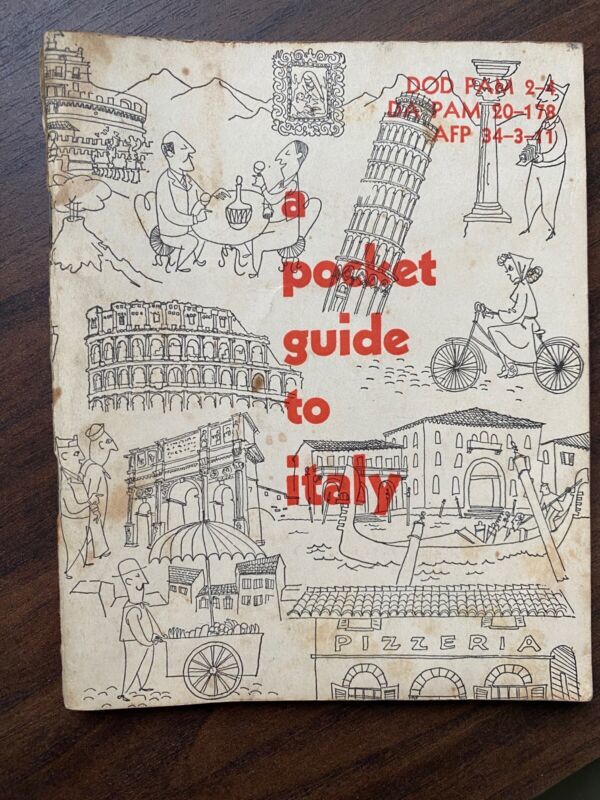 DOD PAM 2-4
DA PAM 20-178
AFP 34-3-11
a
pocket
guide
to
italy
PIZZERIA